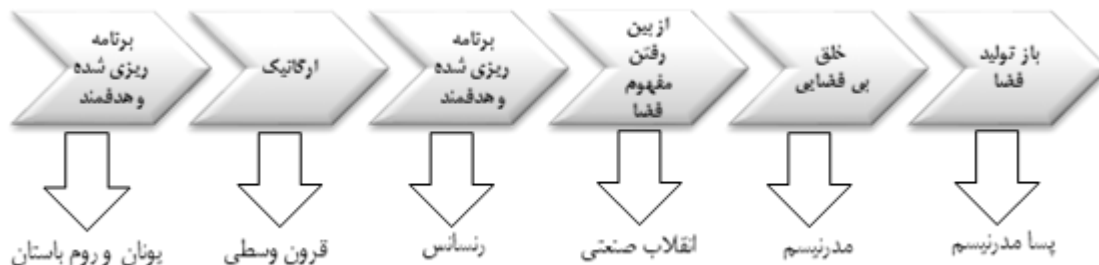 برنامه
ریزی شده
و هدفمند
ارگانیک
برنامه
ریزی شده
و هدفمند
از بین
رفتن
مفهوم
فضا
خلق
بی فضایی
باز تولید
فضا
یونان و روم باستان
قرون وسطی
رنسانس
انقلاب صنعتی
مدرنیسم
پسا مدرنیسم